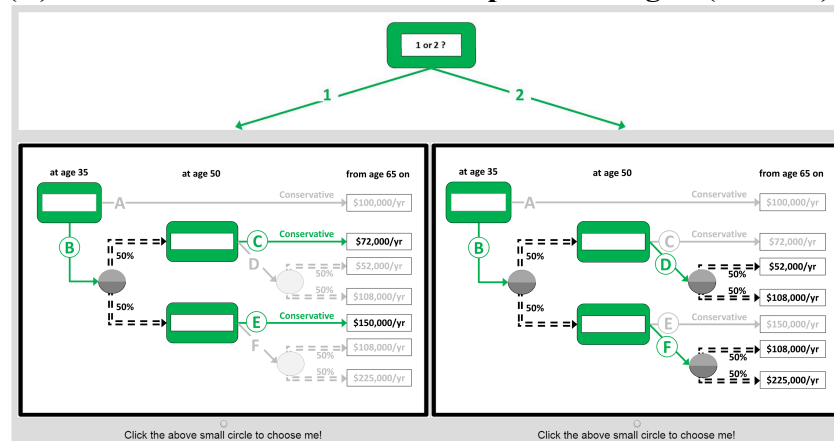 1 or 2 ?
1
2
at age 35
at age 50
from age 65 on
A
Conservative
$100,000/yr
B
50%
50%
C
Conservative
$72,000/yr
D
50%
50%
$52,000/yr
$108,000/yr
E
Conservative
$150,000/yr
F
50%
50%
$108,000/yr
$225,000/yr
Click the above small circle to choose me!
at age 35
at age 50
from age 65 on
A
Conservative
$100,000/yr
B
50%
50%
C
Conservative
$72,000/yr
D
50%
50%
$52,000/yr
$108,000/yr
E
Conservative
$150,000/yr
F
50%
50%
$108,000/yr
$225,000/yr
Click the above small circle to choose me!